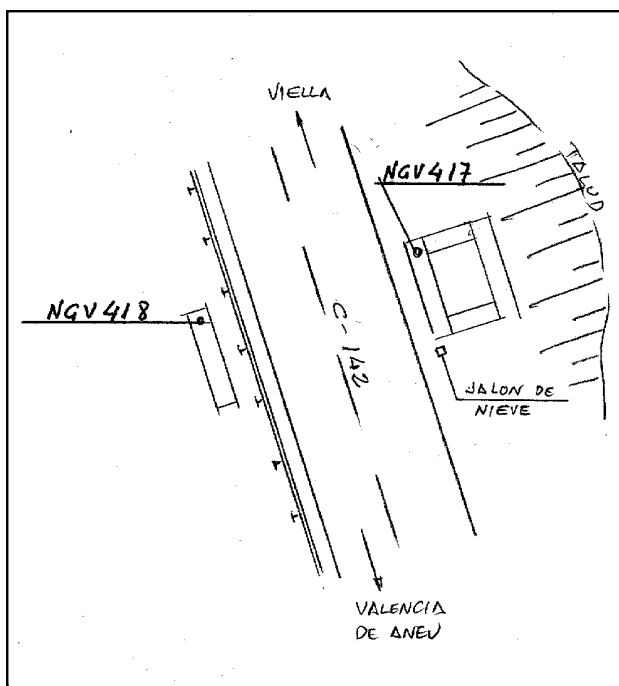 VIELLA
TALUD
NGV417
NGV418
C-142
JALON DE
NIEVE
VALENCIA
DE ANEU